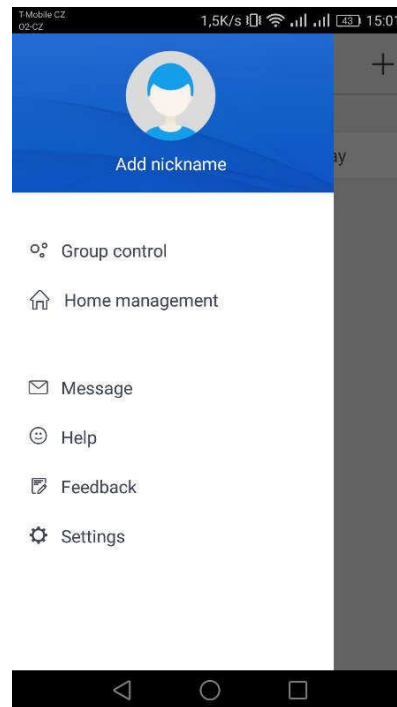 T-Mobile CZ
O2-CZ
1,5K/s 43 15:01
Add nickname
ay
Group control
Home management
Message
Help
Feedback
Settings